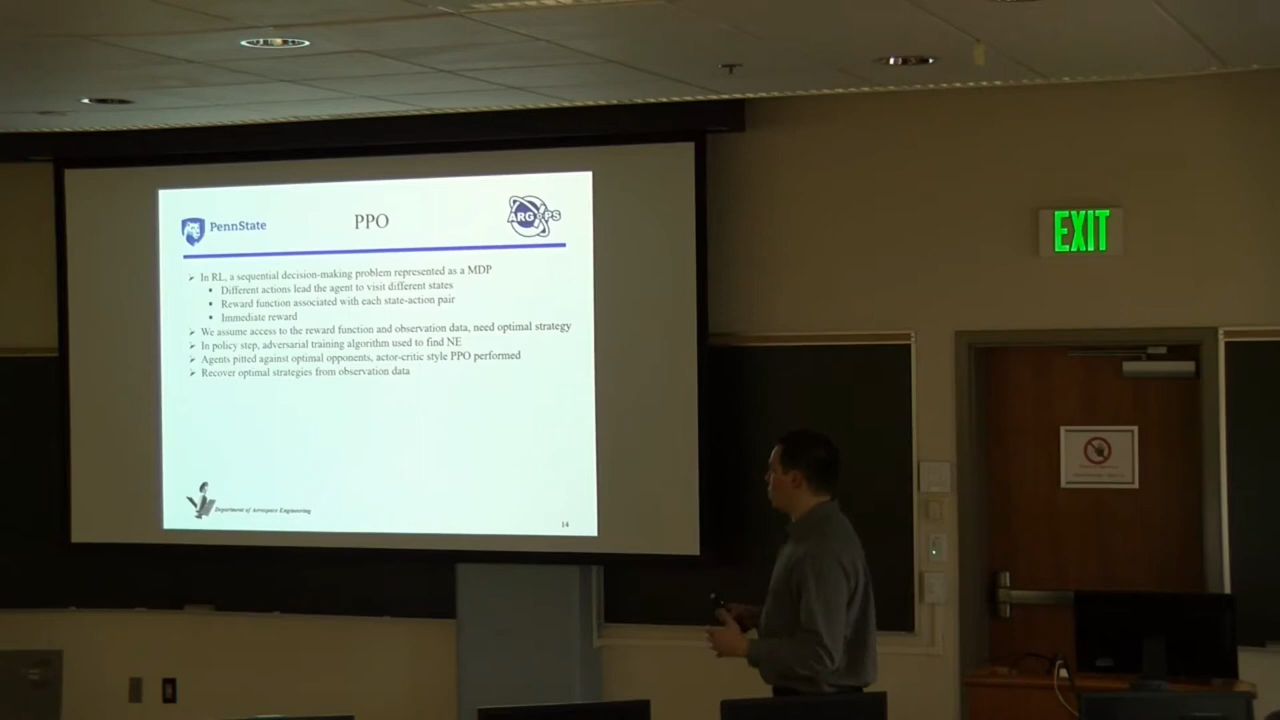 PennState
PPO
ARG PS
➢ In RL, a sequential decision-making problem represented as a MDP
• Different actions lead the agent to visit different states
• Reward function associated with each state-action pair
• Immediate reward
➢ We assume access to the reward function and observation data, need optimal strategy
➢ In policy step, adversarial training algorithm used to find NE
➢ Agents pitted against optimal opponents, actor-critic style PPO performed
➢ Recover optimal strategies from observation data
Department of Aerospace Engineering
14
EXIT